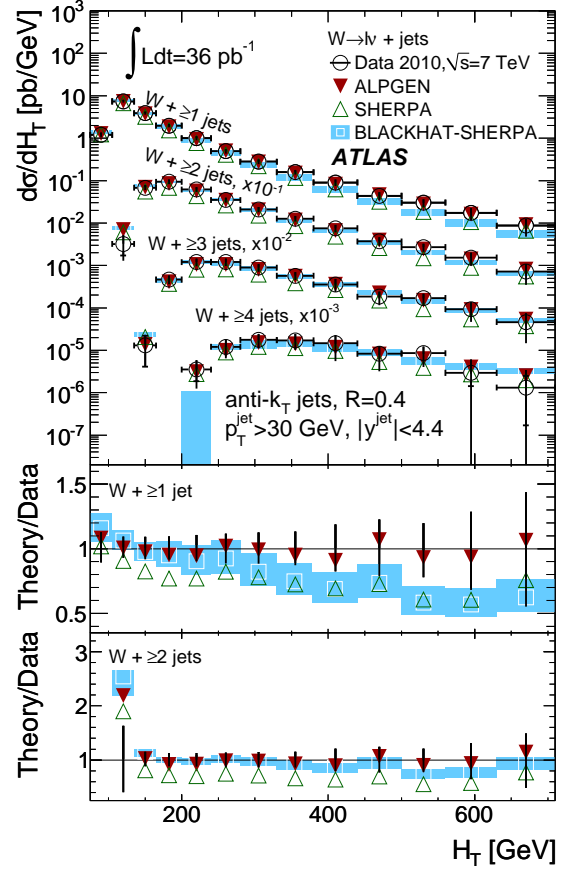 dσ/dH_T [pb/GeV]
10³
10²
10
1
10⁻¹
10⁻²
10⁻³
10⁻⁴
10⁻⁵
10⁻⁶
10⁻⁷
∫ Ldt=36 pb⁻¹
W→lν + jets
Data 2010,√s=7 TeV
ALPGEN
SHERPA
BLACKHAT-SHERPA
ATLAS
W + ≥1 jets
W + ≥2 jets, x10⁻¹
W + ≥3 jets, x10⁻²
W + ≥4 jets, x10⁻³
anti-k_T jets, R=0.4
p_T^jet>30 GeV, |y^jet|<4.4
Theory/Data
1.5
1
0.5
W + ≥1 jet
Theory/Data
3
2
1
W + ≥2 jets
200 400 600
H_T [GeV]